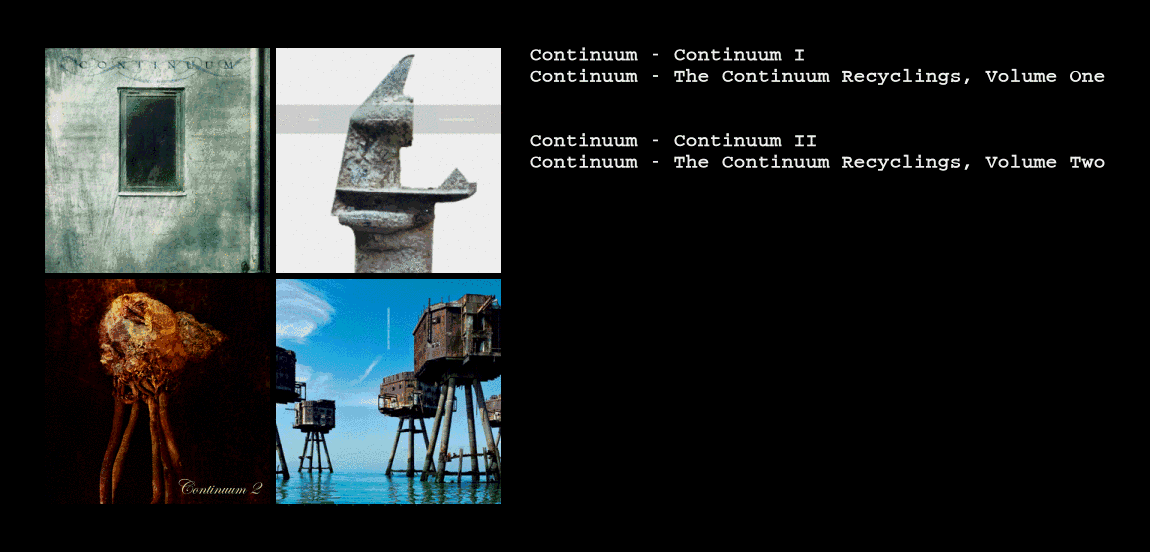 CONTINUUM
Continuum 2
Continuum - Continuum I
Continuum - The Continuum Recyclings, Volume One
Continuum - Continuum II
Continuum - The Continuum Recyclings, Volume Two